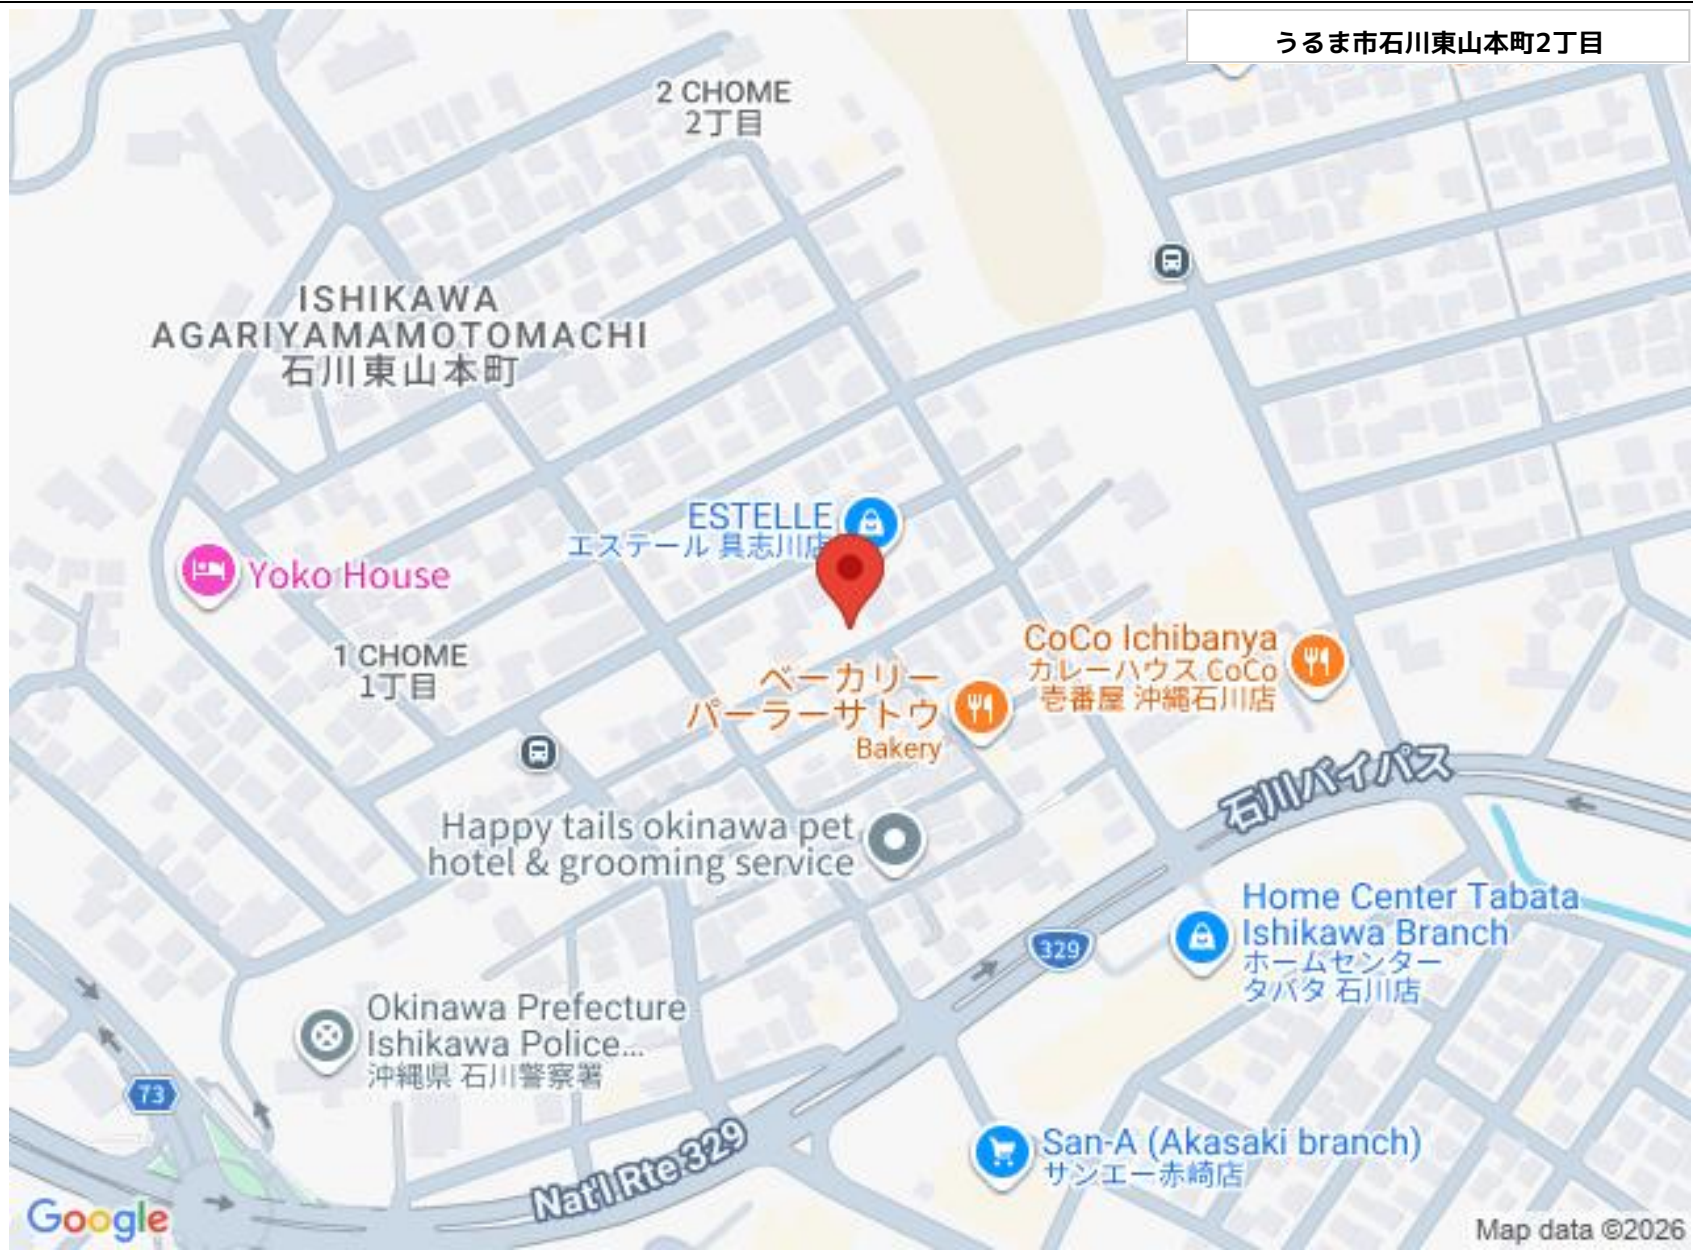 うるま市石川東山本町2丁目
2 CHOME
2丁目
ISHIKAWA
AGARIYAMAMOTOMACHI
石川東山本町
ESTELLE
エステール 具志川店
Yoko House
1 CHOME
1丁目
CoCo Ichibanya
カレーハウス CoCo
壱番屋 沖縄石川店
ベーカリー
パーラーサトウ
Bakery
石川バイパス
Happy tails okinawa pet
hotel & grooming service
329
Home Center Tabata
Ishikawa Branch
ホームセンター
タバタ 石川店
Okinawa Prefecture
Ishikawa Police...
沖縄県 石川警察署
73
Nat'l Rte 329
San-A (Akasaki branch)
サンエー赤崎店
Google
Map data ©2026